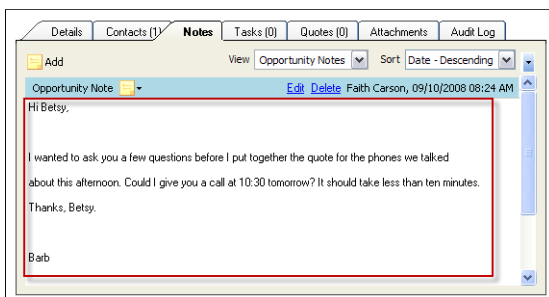 Details Contacts (1) Notes Tasks (0) Quotes (0) Attachments Audit Log
Add View Opportunity Notes Sort Date - Descending
Opportunity Note Edit Delete Faith Carson, 09/10/2008 08:24 AM
Hi Betsy,
I wanted to ask you a few questions before I put together the quote for the phones we talked
about this afternoon. Could I give you a call at 10:30 tomorrow? It should take less than ten minutes.
Thanks, Betsy.
Barb